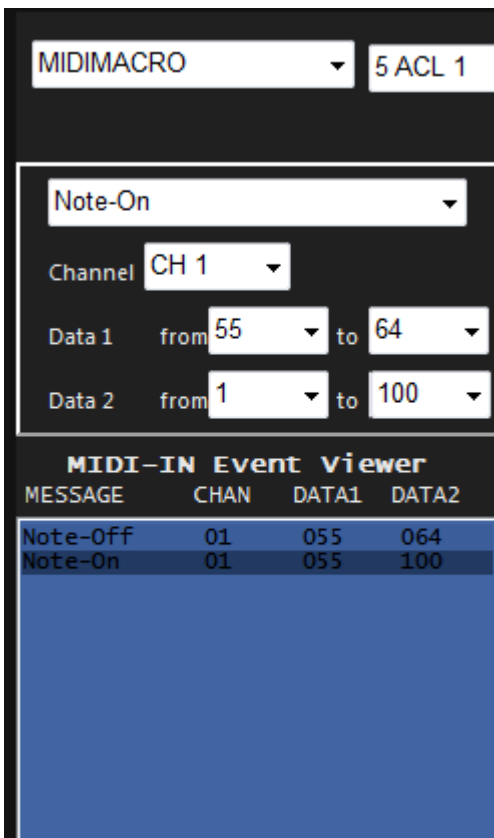 MIDIMACRO 5 ACL 1
Note-On
Channel CH 1
Data 1 from 55 to 64
Data 2 from 1 to 100
MIDI-IN Event Viewer
MESSAGE CHAN DATA1 DATA2
Note-Off 01 055 064
Note-On 01 055 100